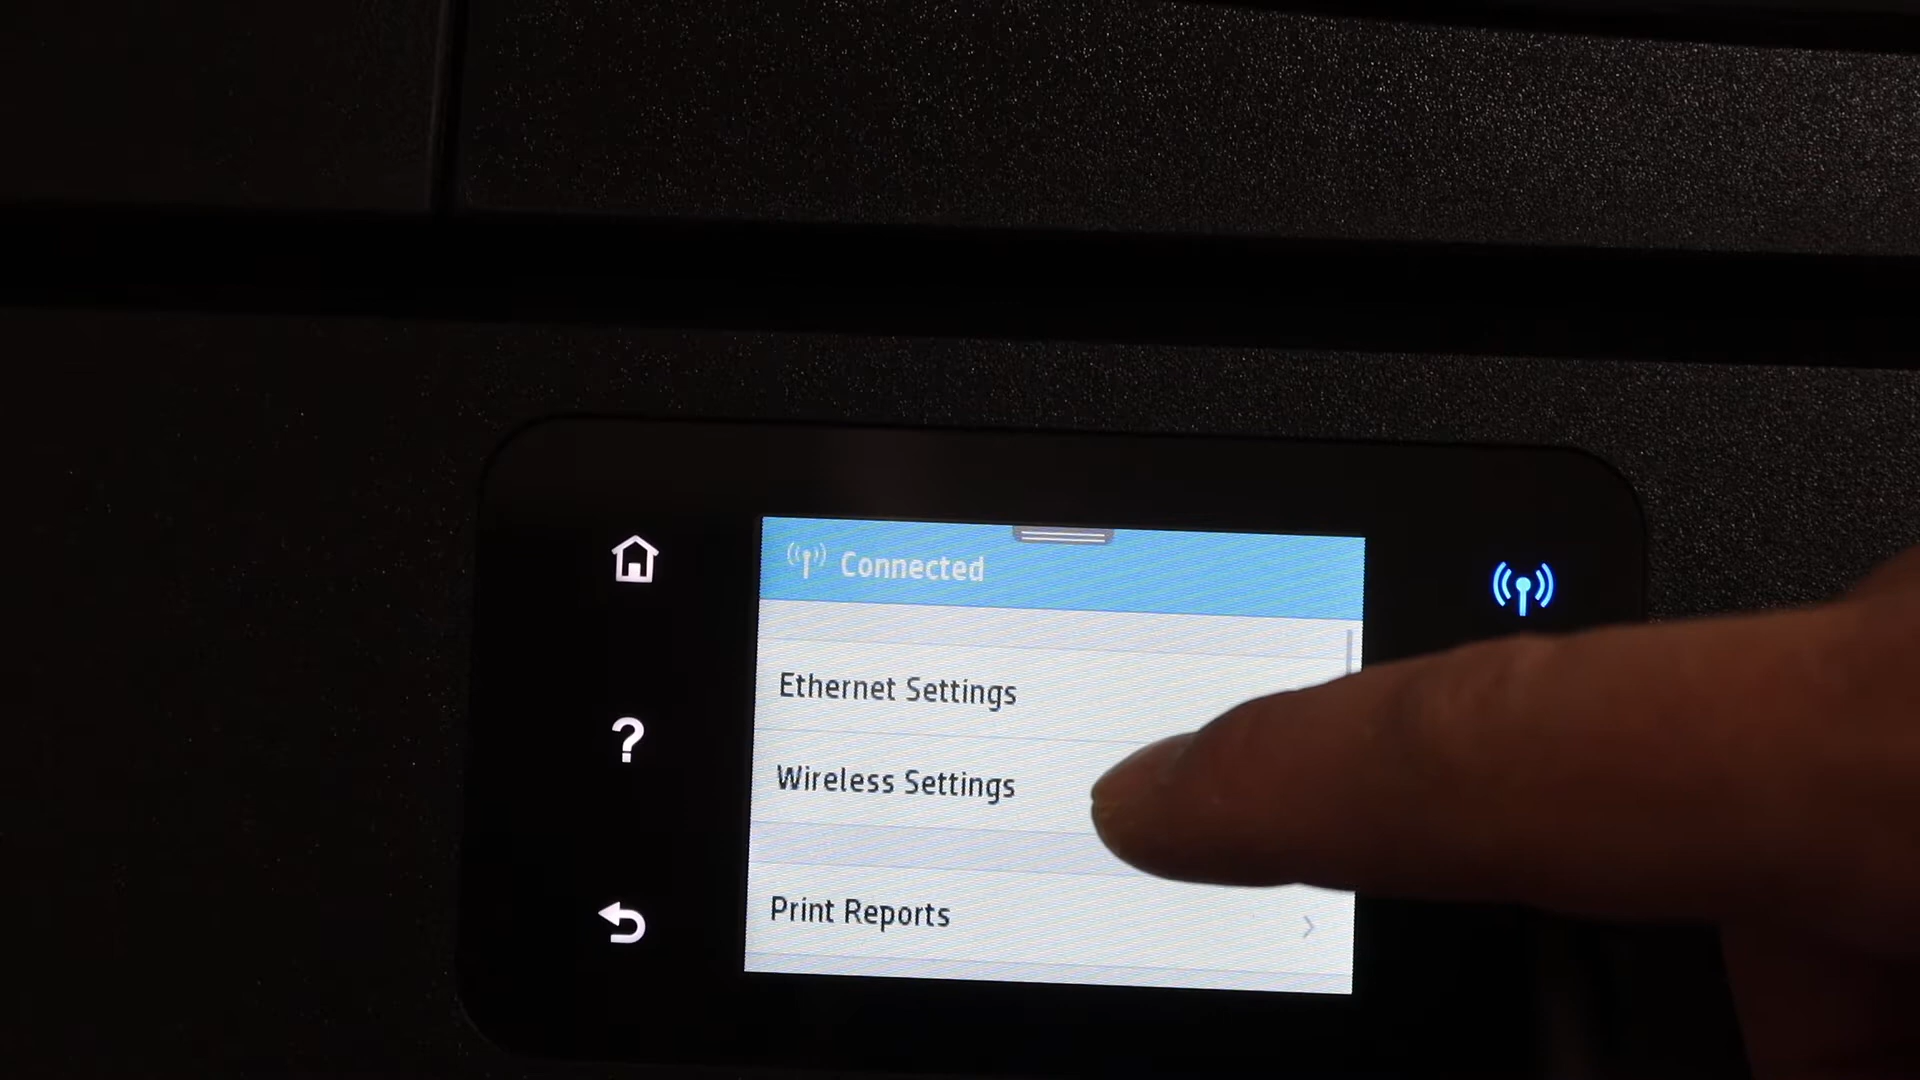 Connected
Ethernet Settings
Wireless Settings
?
Print Reports